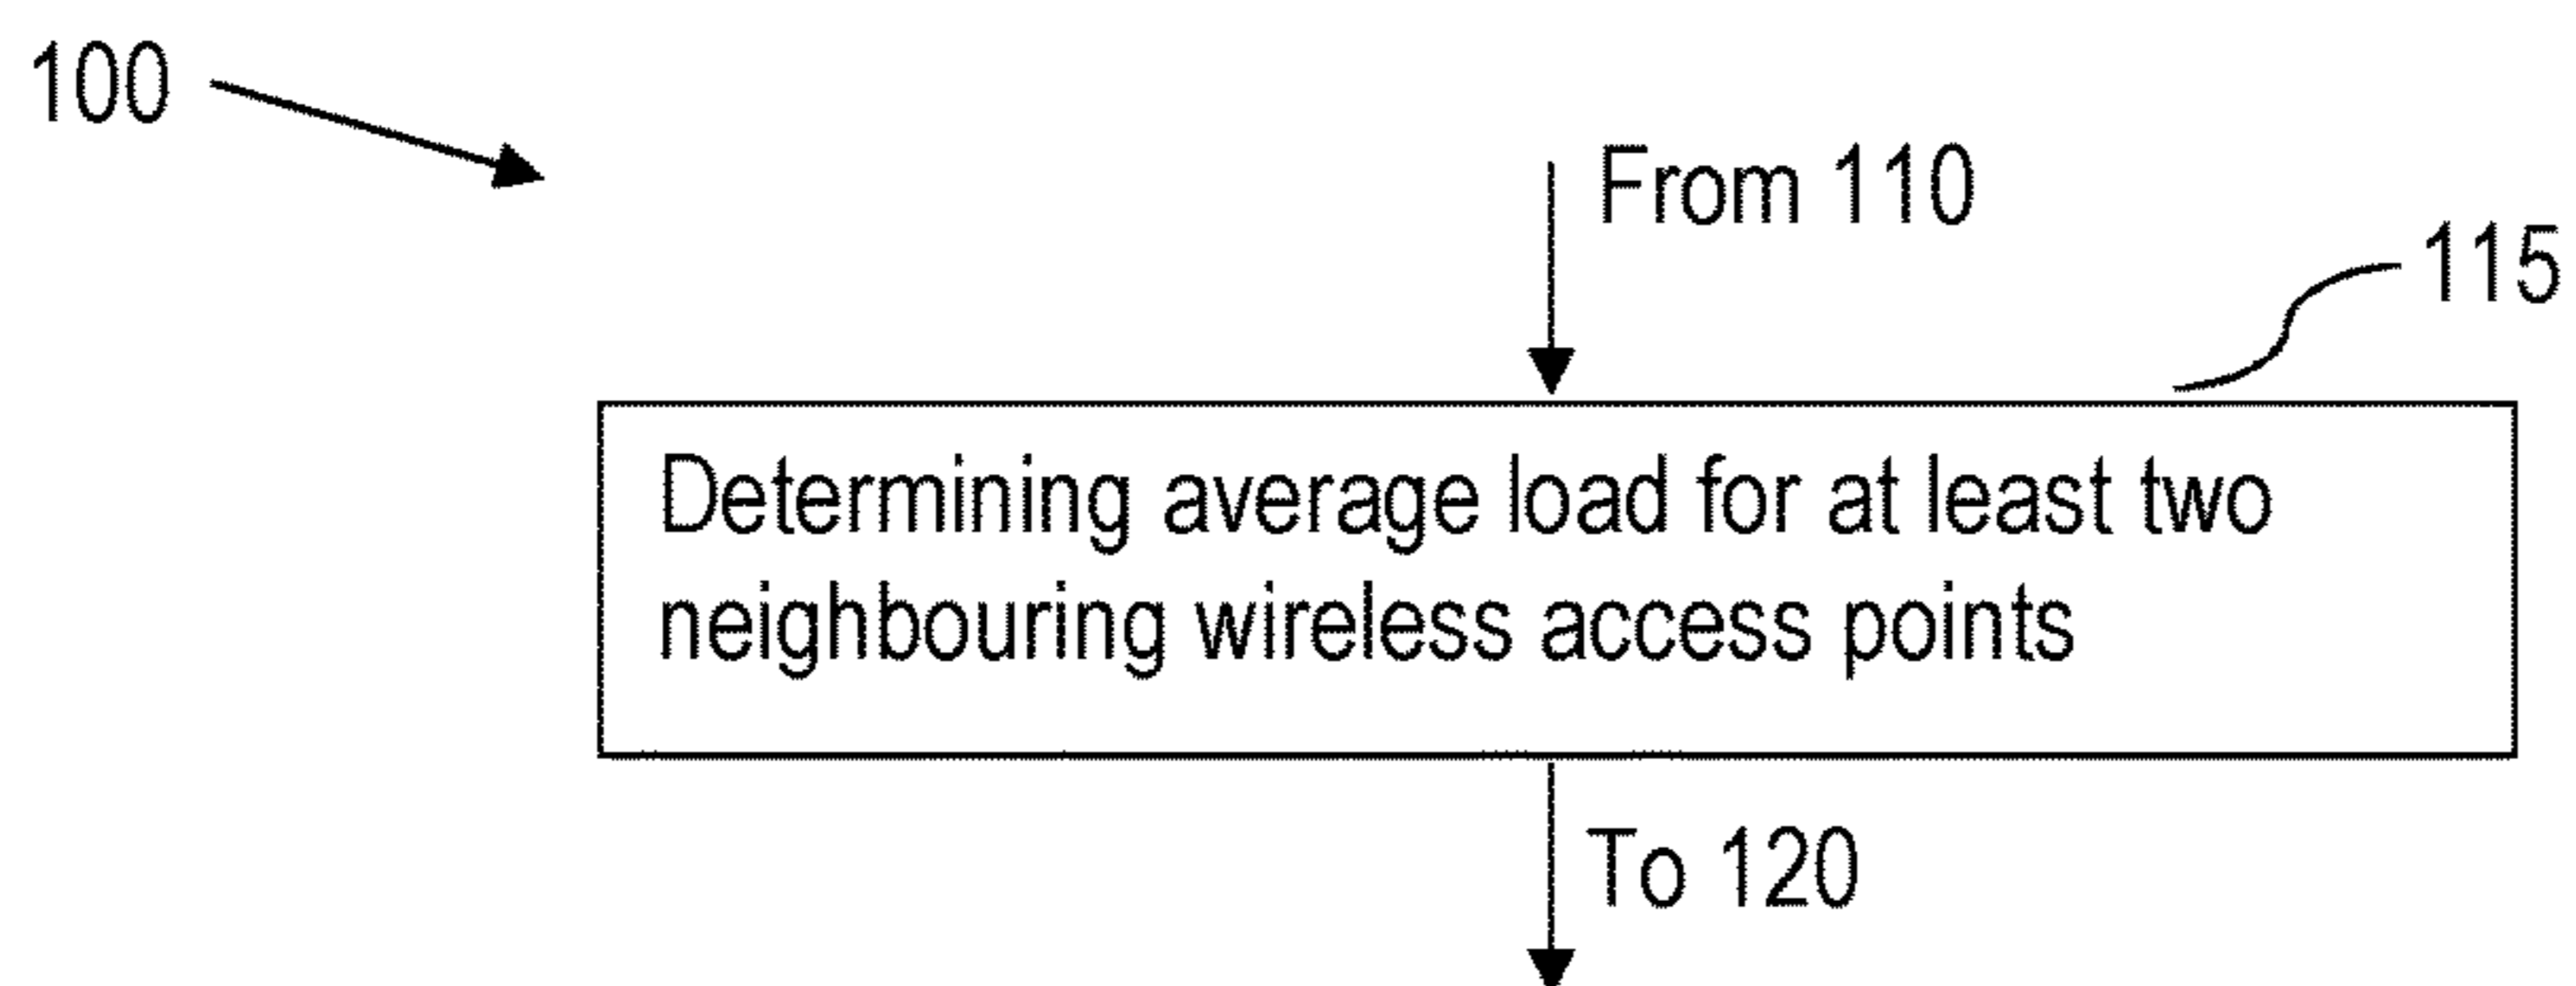 100
From 110
115
Determining average load for at least two
neighbouring wireless access points
To 120